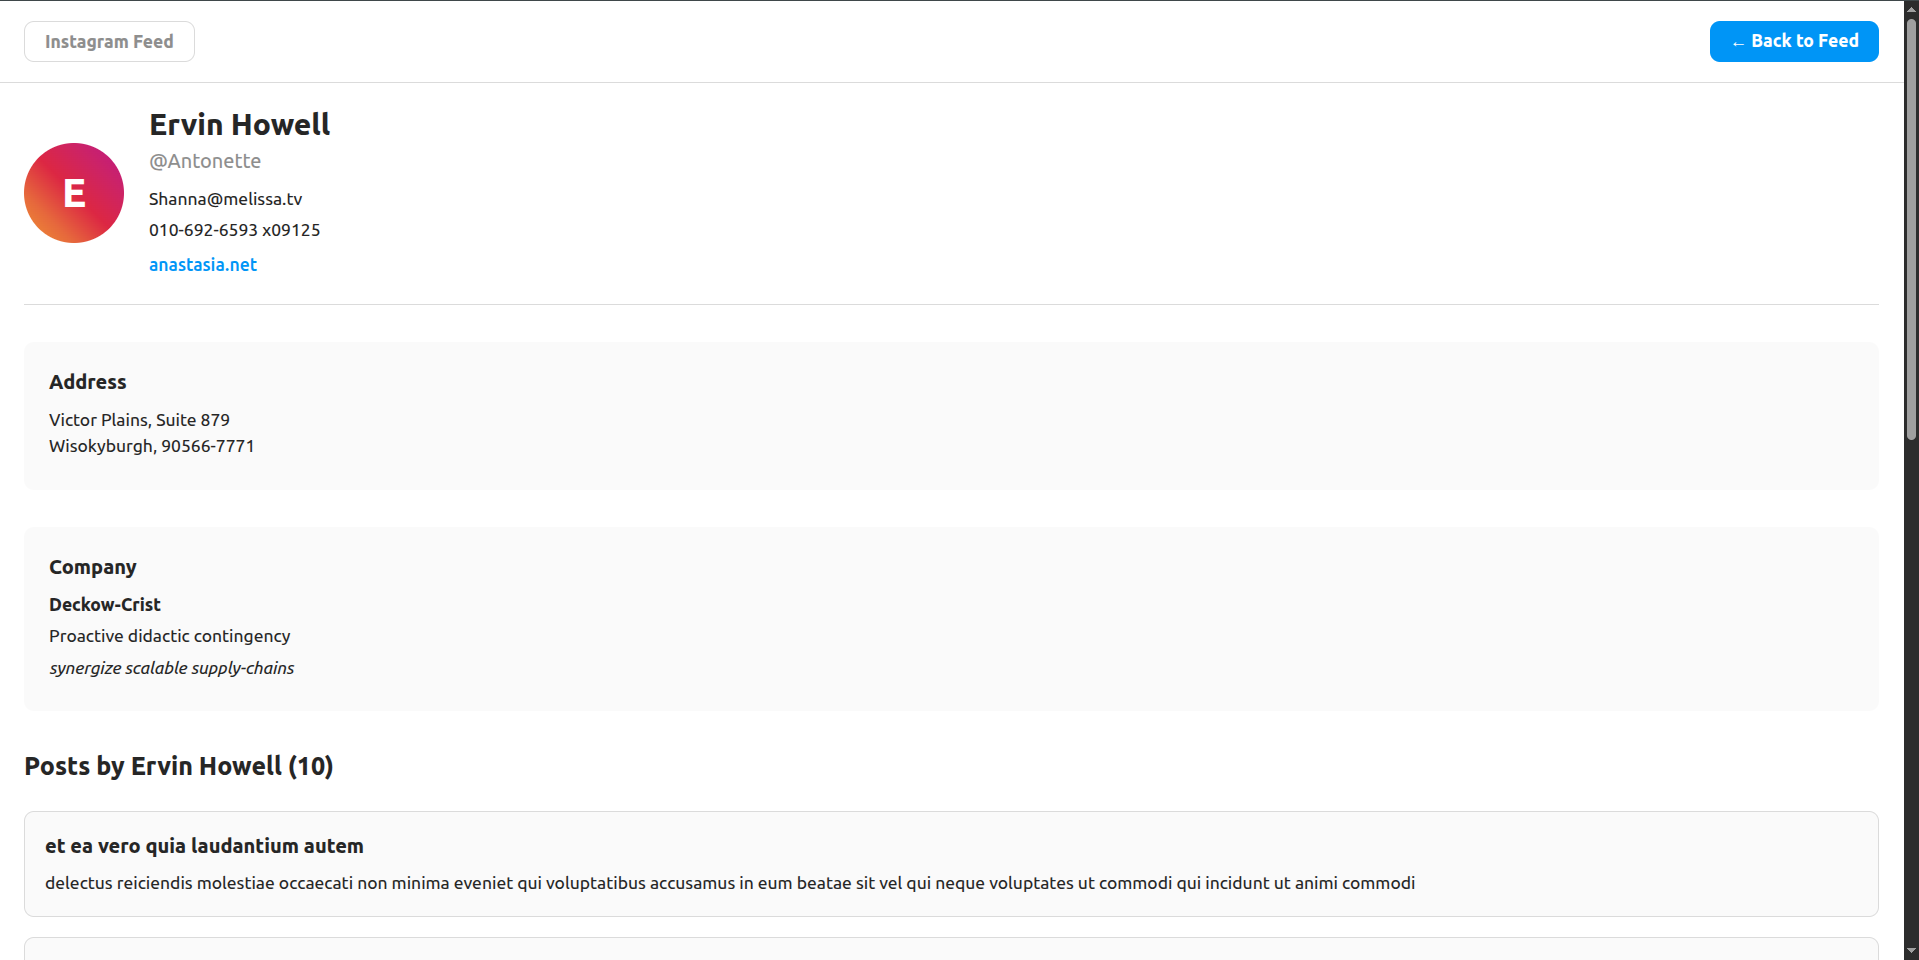 Instagram Feed
← Back to Feed
E
Ervin Howell
@Antonette
Shanna@melissa.tv
010-692-6593 x09125
anastasia.net
Address
Victor Plains, Suite 879
Wisokyburgh, 90566-7771
Company
Deckow-Crist
Proactive didactic contingency
synergize scalable supply-chains
Posts by Ervin Howell (10)
et ea vero quia laudantium autem
delectus reiciendis molestiae occaecati non minima eveniet qui voluptatibus accusamus in eum beatae sit vel qui neque voluptates ut commodi qui incidunt ut animi commodi